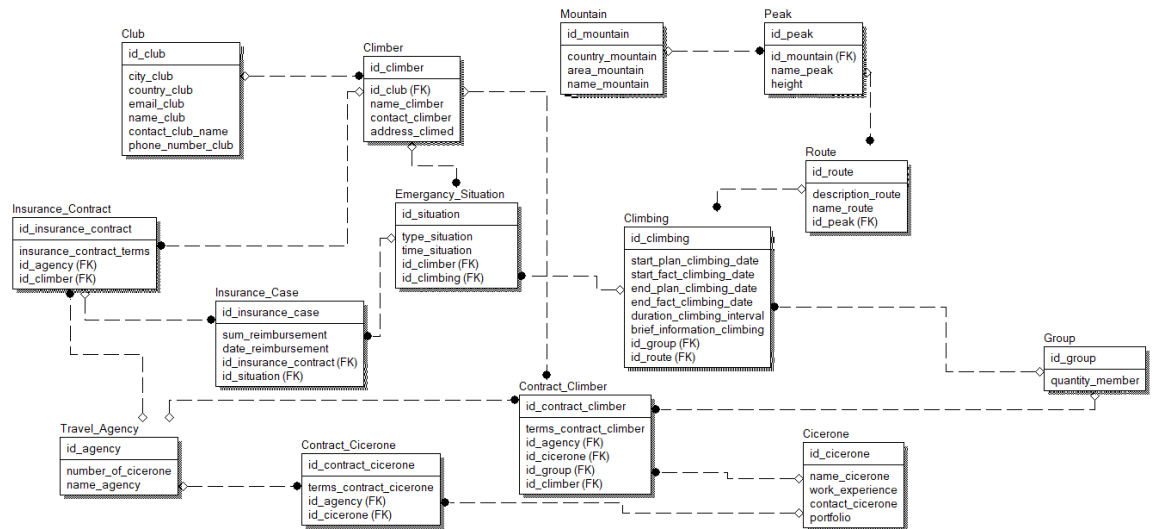 Club
id_club
city_club
country_club
email_club
name_club
contact_club_name
phone_number_club
Climber
id_climber
id_club (FK)
name_climber
contact_climber
address_climed
Mountain
id_mountain
country_mountain
area_mountain
name_mountain
Peak
id_peak
id_mountain (FK)
name_peak
height
Route
id_route
description_route
name_route
id_peak (FK)
Insurance_Contract
id_insurance_contract
insurance_contract_terms
id_agency (FK)
id_climber (FK)
Emergancy_Situation
id_situation
type_situation
time_situation
id_climber (FK)
id_climbing (FK)
Climbing
id_climbing
start_plan_climbing_date
start_fact_climbing_date
end_plan_climbing_date
end_fact_climbing_date
duration_climbing_interval
brief_information_climbing
id_group (FK)
id_route (FK)
Insurance_Case
id_insurance_case
sum_reimbursement
date_reimbursement
id_insurance_contract (FK)
id_situation (FK)
Group
id_group
quantity_member
Travel_Agency
id_agency
number_of_cicerone
name_agency
Contract_Cicerone
id_contract_cicerone
terms_contract_cicerone
id_agency (FK)
id_cicerone (FK)
Contract_Climber
id_contract_climber
terms_contract_climber
id_agency (FK)
id_cicerone (FK)
id_group (FK)
id_climber (FK)
Cicerone
id_cicerone
name_cicerone
work_experience
contact_cicerone
portfolio